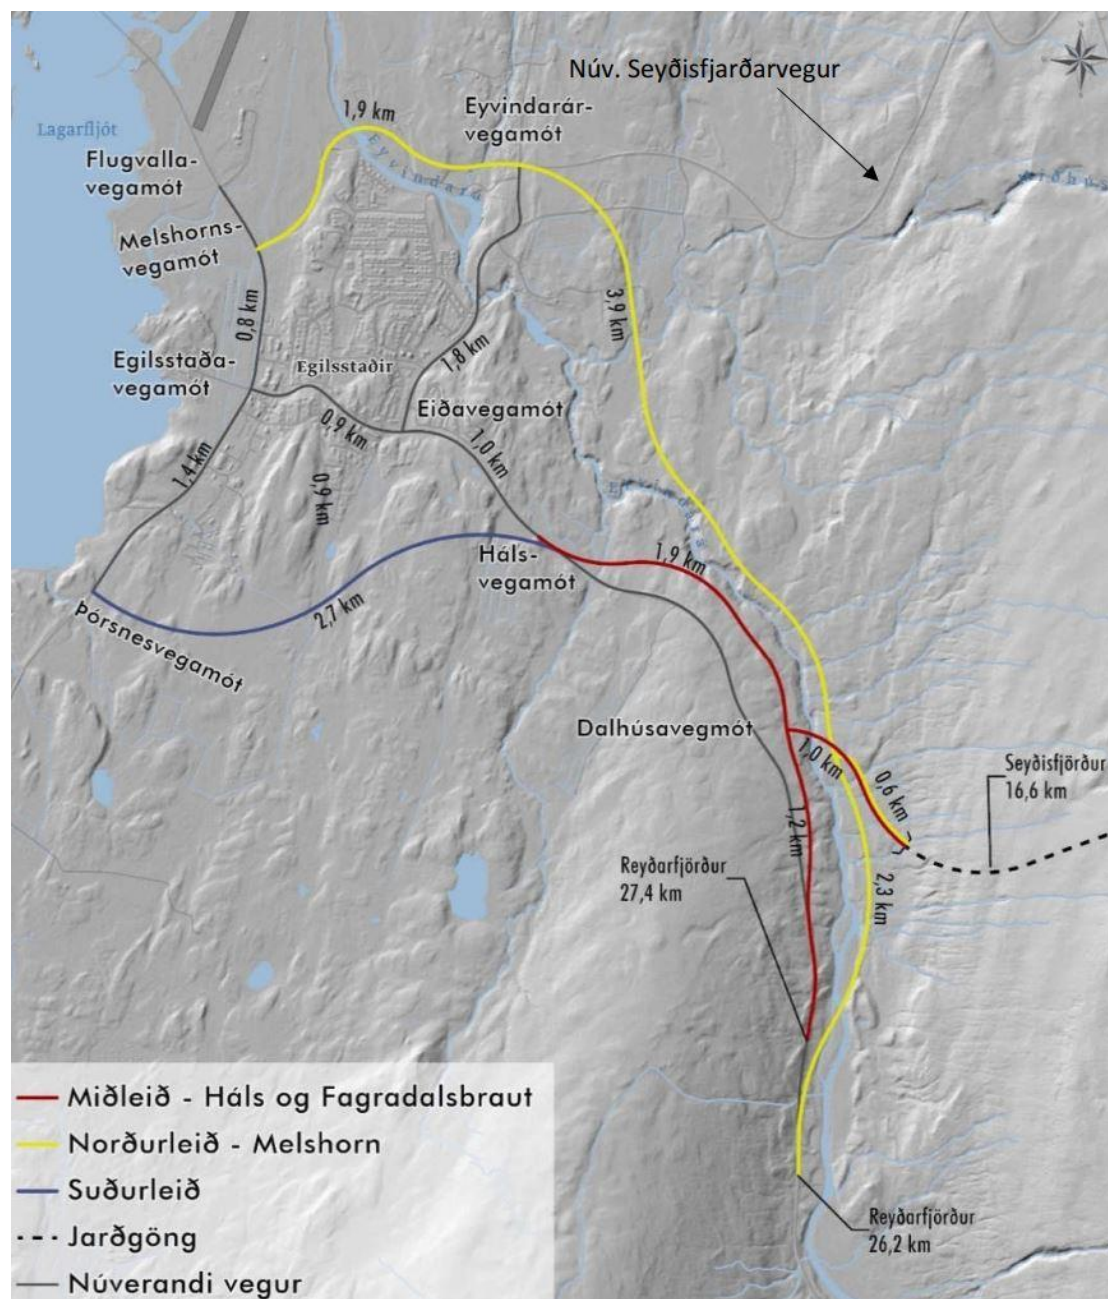 Núv. Seyðisfjarðarvegur
Eyvindarár-
vegamót
1,9 km
Lagarfljót
Flugvalla-
vegamót
Eyvindará
Melshorns-
vegamót
3,9 km
0,8 km
Egilsstaða-
vegamót
Egilsstaðir
1,8 km
Eiðavegamót
0,9 km
1,0 km
1,4 km
0,9 km
Eyvindará
Háls-
vegamót
1,9 km
2,7 km
Þórsnesvegamót
Dalhúsavegmót
1,0 km
0,6 km
Seyðisfjörður
16,6 km
1,2 km
Reyðarfjörður
27,4 km
2,3 km
Miðleið - Háls og Fagradalsbraut
Norðurleið - Melshorn
Suðurleið
Jarðgöng
Núverandi vegur
Reyðarfjörður
26,2 km